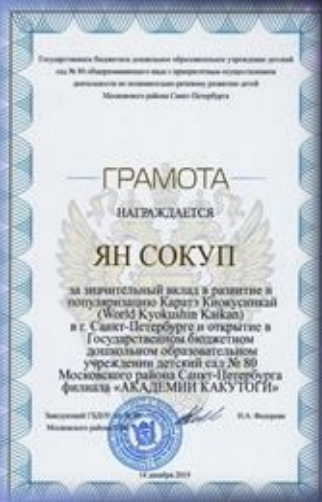 Государственное бюджетное дошкольное образовательное учреждение детский
сад № 80 общеразвивающего вида с приоритетным осуществлением
деятельности по познавательно-речевому развитию детей
Московского района Санкт-Петербурга
ГРАМОТА
НАГРАЖДАЕТСЯ
ЯН СОКУП
за значительный вклад в развитие и
популяризацию Каратэ Киокусинкай
(World Kyokushin Kaikan)
в г. Санкт-Петербурге и открытие в
Государственном бюджетном
дошкольном образовательном
учреждении детский сад № 80
Московского района Санкт-Петербурга
филиала «АКАДЕМИИ КАКУТОГИ»
Заведующий ГБДОУ
Н.А. Федорова
Московского района
14 декабря 2019